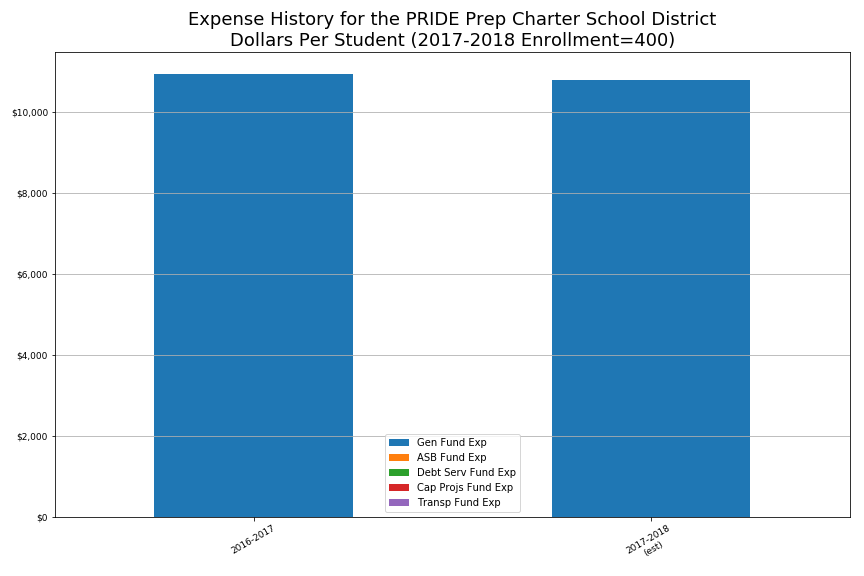 Expense History for the PRIDE Prep Charter School District
Dollars Per Student (2017-2018 Enrollment=400)
$10,000
$8,000
$6,000
$4,000
$2,000
$0
Gen Fund Exp
ASB Fund Exp
Debt Serv Fund Exp
Cap Projs Fund Exp
Transp Fund Exp
2016-2017
2017-2018
(est)